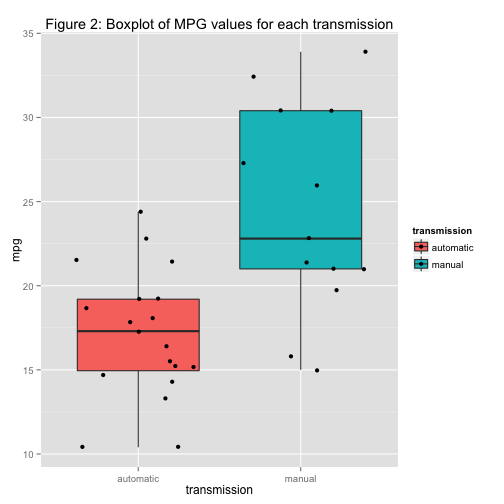 Figure 2: Boxplot of MPG values for each transmission
35
30
25
20
15
10
mpg
automatic
manual
transmission
transmission
automatic
manual